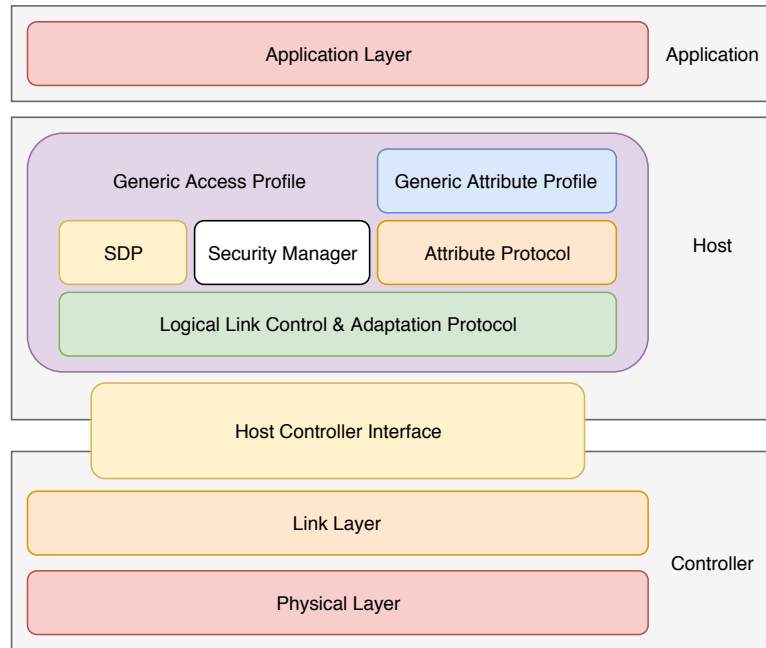 Application Layer
Application
Generic Access Profile
Generic Attribute Profile
SDP
Security Manager
Attribute Protocol
Host
Logical Link Control & Adaptation Protocol
Host Controller Interface
Link Layer
Controller
Physical Layer